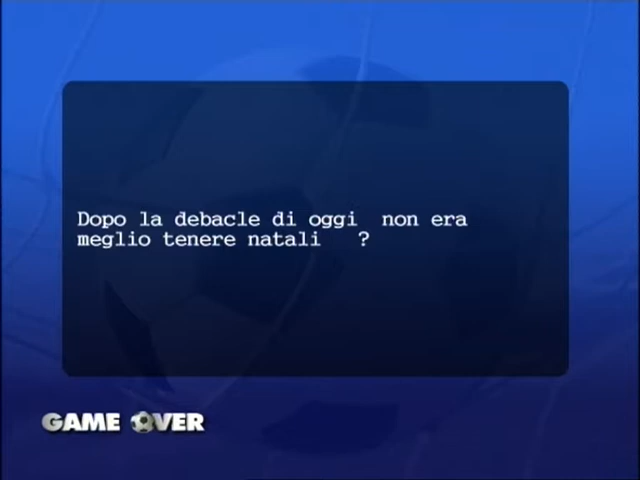 Dopo la debacle di oggi  non era
meglio tenere natali   ?
GAME OVER